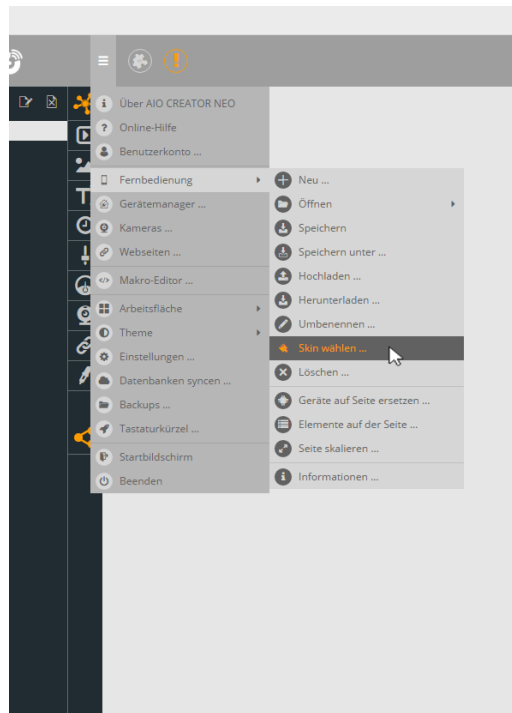 Über AIO CREATOR NEO
Online-Hilfe
Benutzerkonto ...
Fernbedienung
Gerätemanager ...
Kameras ...
Webseiten ...
Makro-Editor ...
Arbeitsfläche
Theme
Einstellungen ...
Datenbanken syncen ...
Backups ...
Tastaturkürzel ...
Startbildschirm
Beenden
Neu ...
Öffnen
Speichern
Speichern unter ...
Hochladen ...
Herunterladen ...
Umbenennen ...
Skin wählen ...
Löschen ...
Geräte auf Seite ersetzen ...
Elemente auf der Seite ...
Seite skalieren ...
Informationen ...